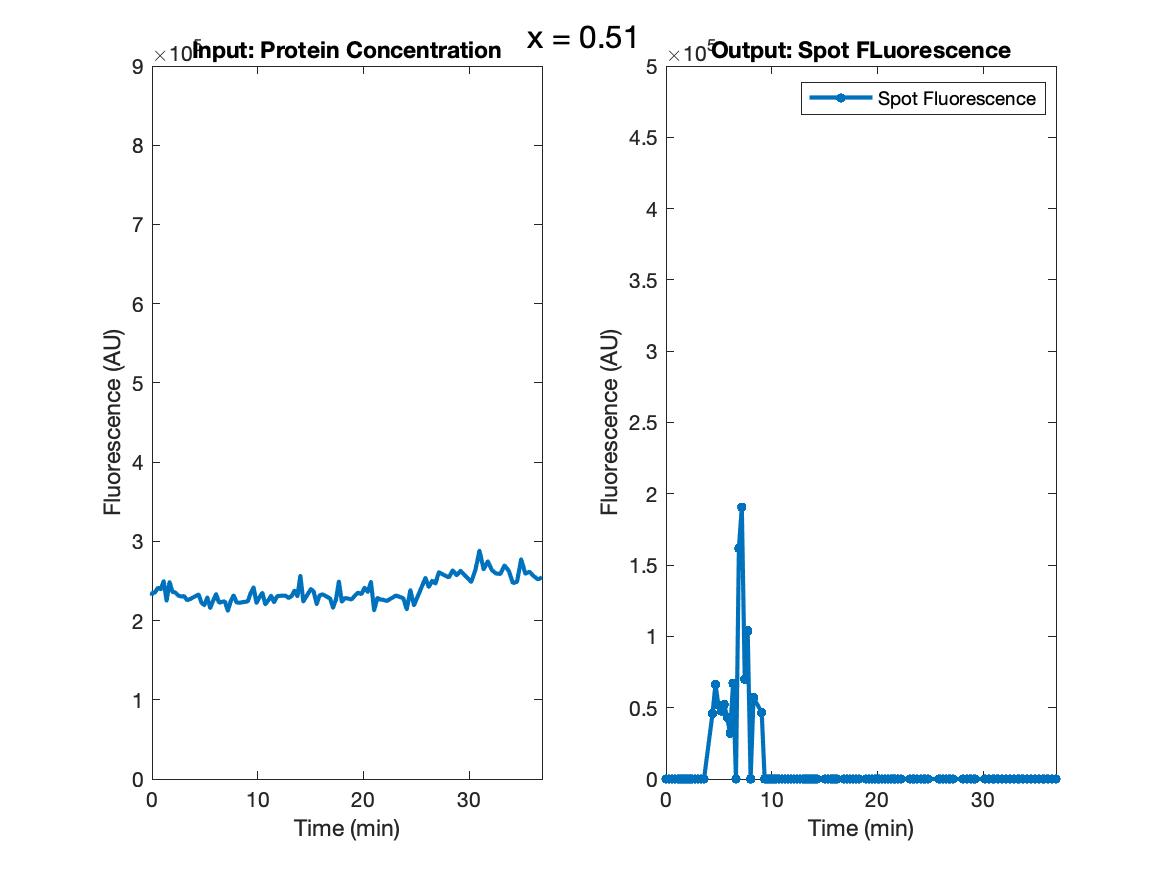 x = 0.51
×10⁵
Input: Protein Concentration
9
8
7
6
5
4
3
2
1
0
Fluorescence (AU)
0 10 20 30
Time (min)
×10⁵
Output: Spot FLuorescence
Spot Fluorescence
5
4.5
4
3.5
3
2.5
2
1.5
1
0.5
0
Fluorescence (AU)
0 10 20 30
Time (min)